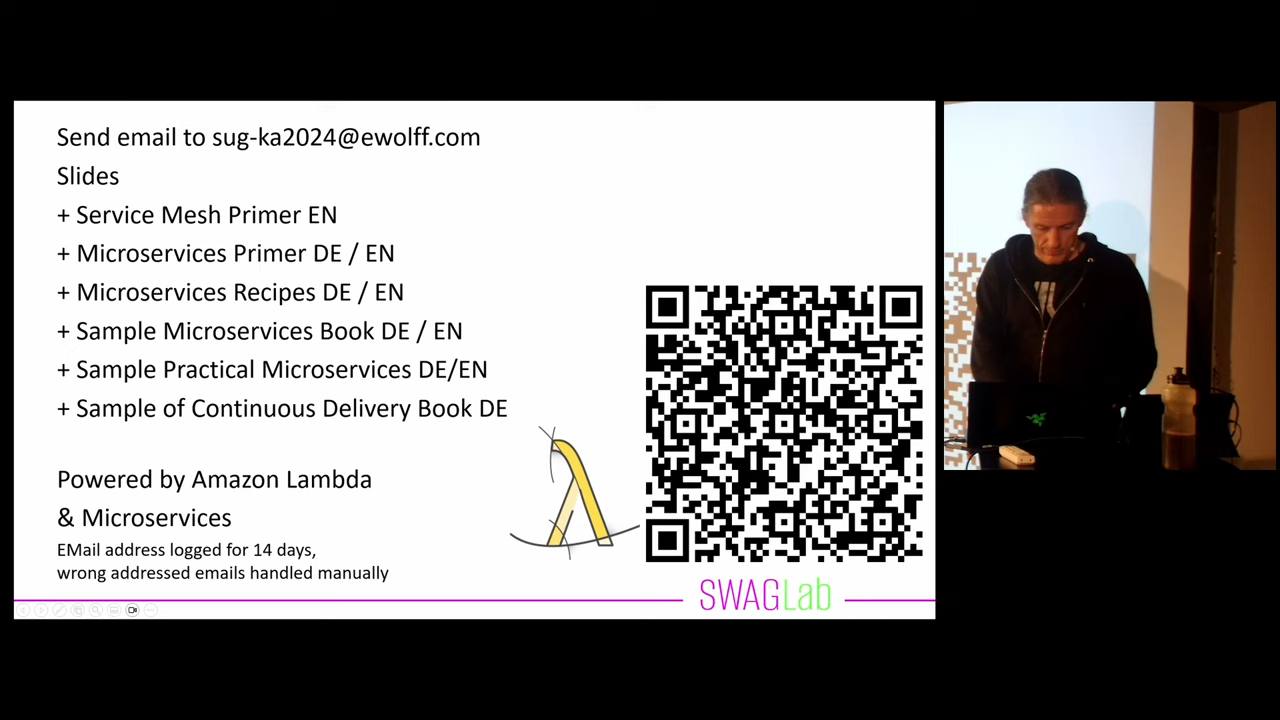 Send email to sug-ka2024@ewolff.com
Slides
+ Service Mesh Primer EN
+ Microservices Primer DE / EN
+ Microservices Recipes DE / EN
+ Sample Microservices Book DE / EN
+ Sample Practical Microservices DE/EN
+ Sample of Continuous Delivery Book DE
Powered by Amazon Lambda
& Microservices
EMail address logged for 14 days,
wrong addressed emails handled manually
SWAGLab